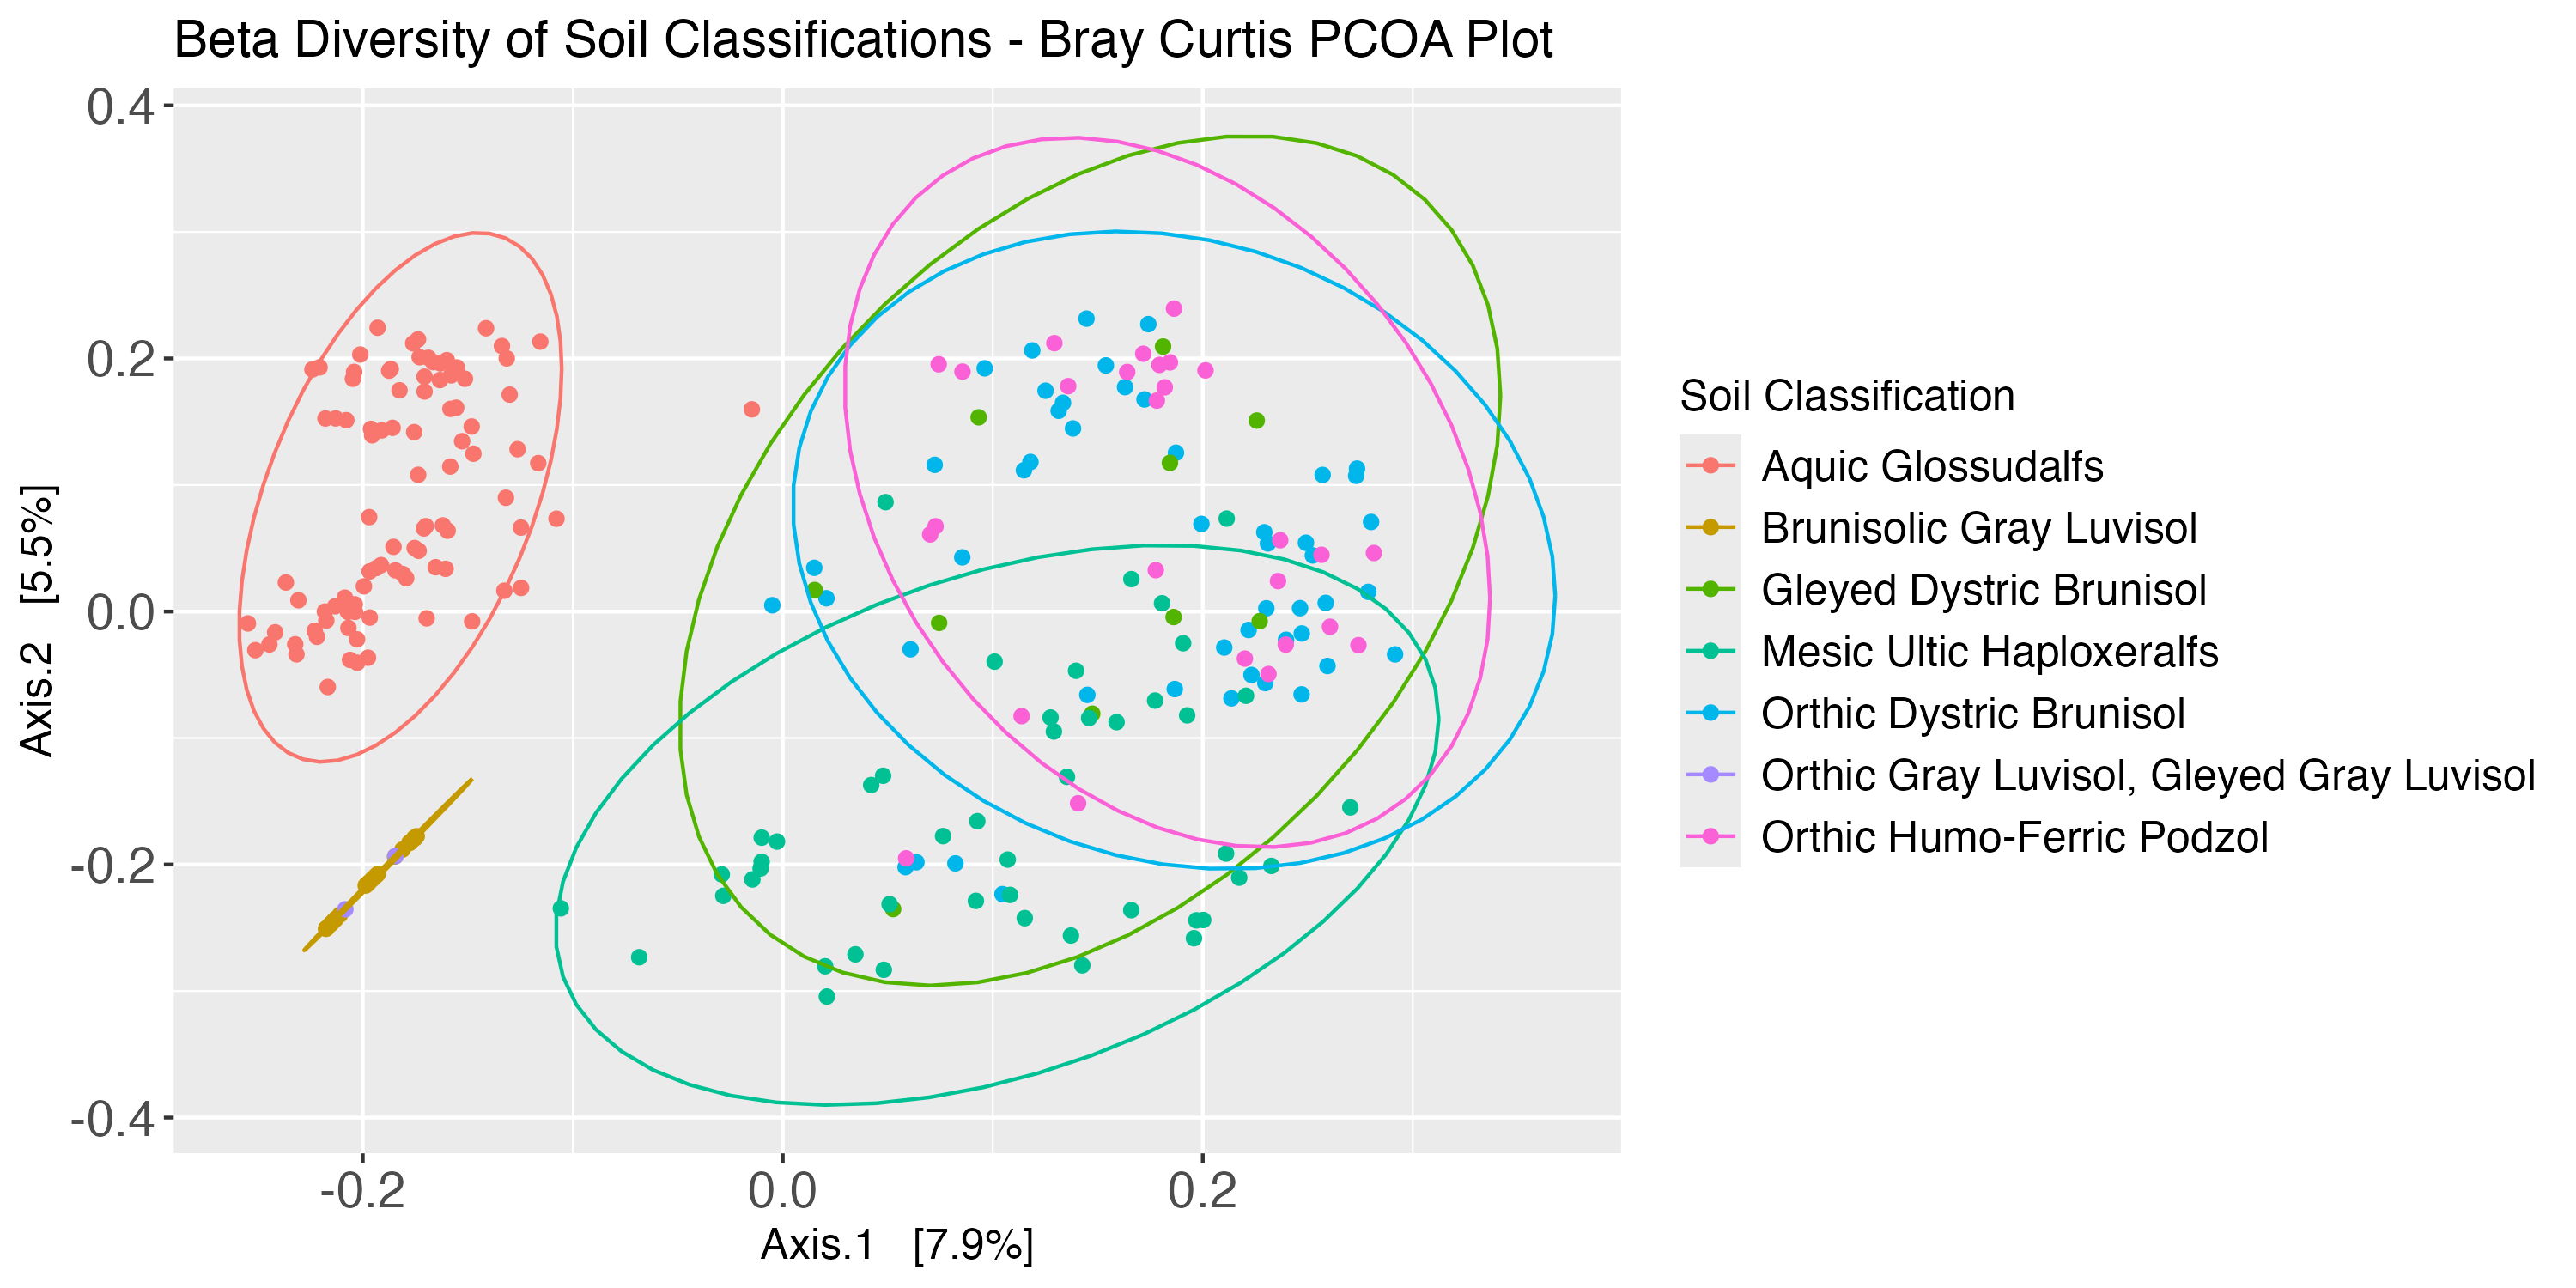 Beta Diversity of Soil Classifications - Bray Curtis PCOA Plot
0.4
0.2
0.0
-0.2
-0.4
Axis.2 [5.5%]
-0.2
0.0
0.2
Axis.1 [7.9%]
Soil Classification
Aquic Glossudalfs
Brunisolic Gray Luvisol
Gleyed Dystric Brunisol
Mesic Ultic Haploxeralfs
Orthic Dystric Brunisol
Orthic Gray Luvisol, Gleyed Gray Luvisol
Orthic Humo-Ferric Podzol